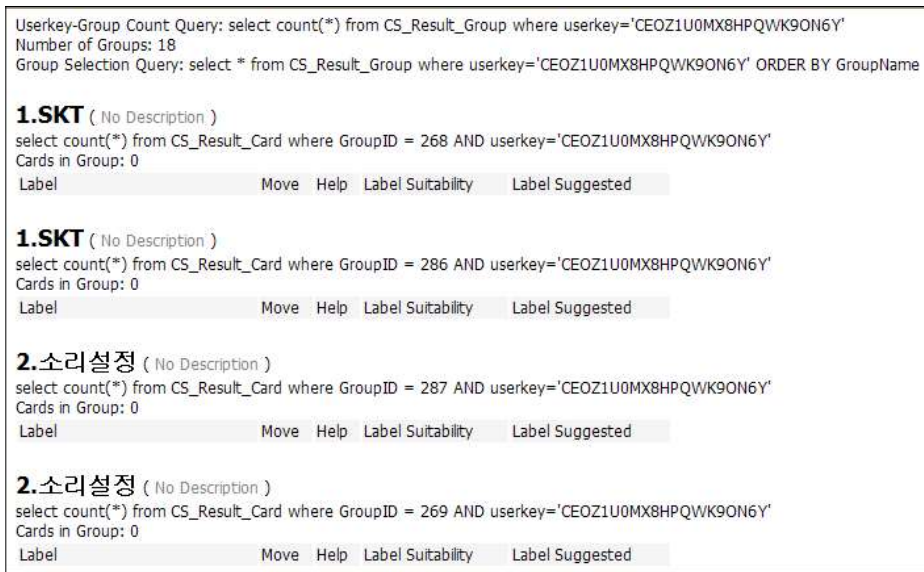 Userkey-Group Count Query: select count(*) from CS_Result_Group where userkey='CEOZ1U0MX8HPQWK9ON6Y'
Number of Groups: 18
Group Selection Query: select * from CS_Result_Group where userkey='CEOZ1U0MX8HPQWK9ON6Y' ORDER BY GroupName
1.SKT ( No Description )
select count(*) from CS_Result_Card where GroupID = 268 AND userkey='CEOZ1U0MX8HPQWK9ON6Y'
Cards in Group: 0
Label Move Help Label Suitability Label Suggested
1.SKT ( No Description )
select count(*) from CS_Result_Card where GroupID = 286 AND userkey='CEOZ1U0MX8HPQWK9ON6Y'
Cards in Group: 0
Label Move Help Label Suitability Label Suggested
2.소리설정 ( No Description )
select count(*) from CS_Result_Card where GroupID = 287 AND userkey='CEOZ1U0MX8HPQWK9ON6Y'
Cards in Group: 0
Label Move Help Label Suitability Label Suggested
2.소리설정 ( No Description )
select count(*) from CS_Result_Card where GroupID = 269 AND userkey='CEOZ1U0MX8HPQWK9ON6Y'
Cards in Group: 0
Label Move Help Label Suitability Label Suggested